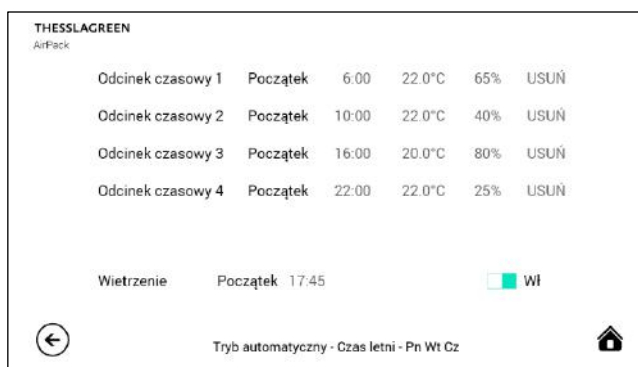 THESSLAGREEN
AirPack
Odcinek czasowy 1 Początek 6:00 22.0°C 65% USUŃ
Odcinek czasowy 2 Początek 10:00 22.0°C 40% USUŃ
Odcinek czasowy 3 Początek 16:00 20.0°C 80% USUŃ
Odcinek czasowy 4 Początek 22:00 22.0°C 25% USUŃ
Wietrzenie Początek 17:45 Wł
Tryb automatyczny - Czas letni - Pn Wt Cz